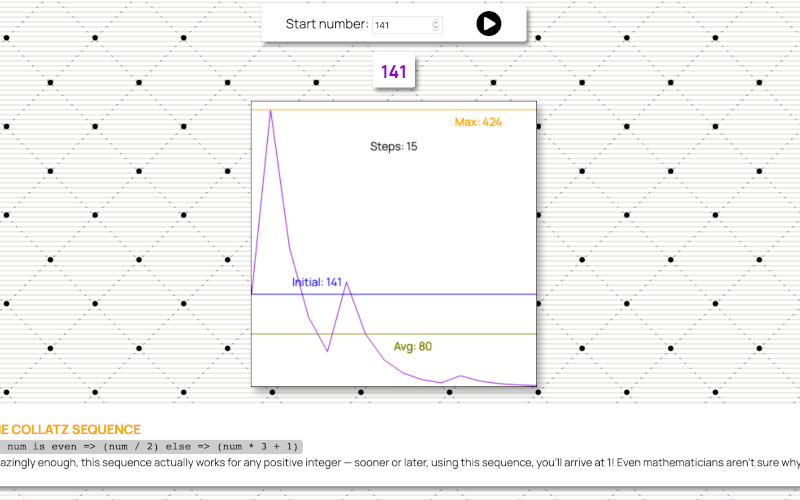 Start number: 141
141
Max: 424
Steps: 15
Initial: 141
Avg: 80
COLLATZ SEQUENCE
num is even => (num / 2) else => (num * 3 + 1)
enough, this sequence actually works for any positive integer — sooner or later, using this sequence, you'll arrive at 1! Even mathematicians aren't sure why